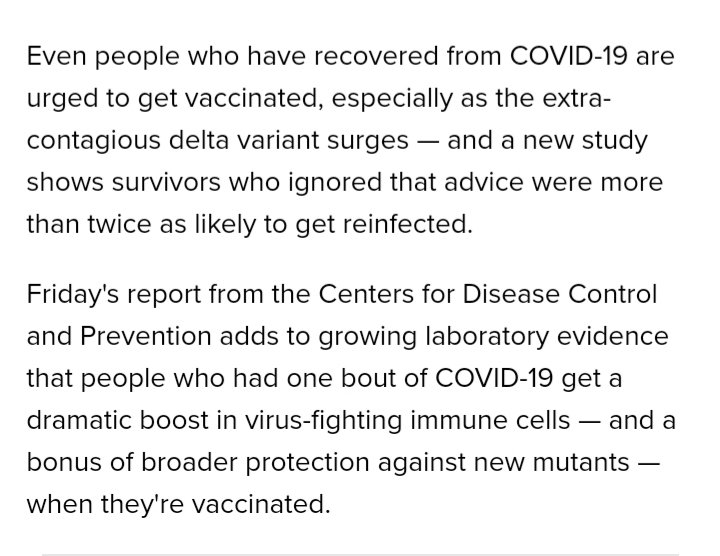 Even people who have recovered from COVID-19 are
urged to get vaccinated, especially as the extra-
contagious delta variant surges — and a new study
shows survivors who ignored that advice were more
than twice as likely to get reinfected.
Friday's report from the Centers for Disease Control
and Prevention adds to growing laboratory evidence
that people who had one bout of COVID-19 get a
dramatic boost in virus-fighting immune cells — and a
bonus of broader protection against new mutants —
when they're vaccinated.